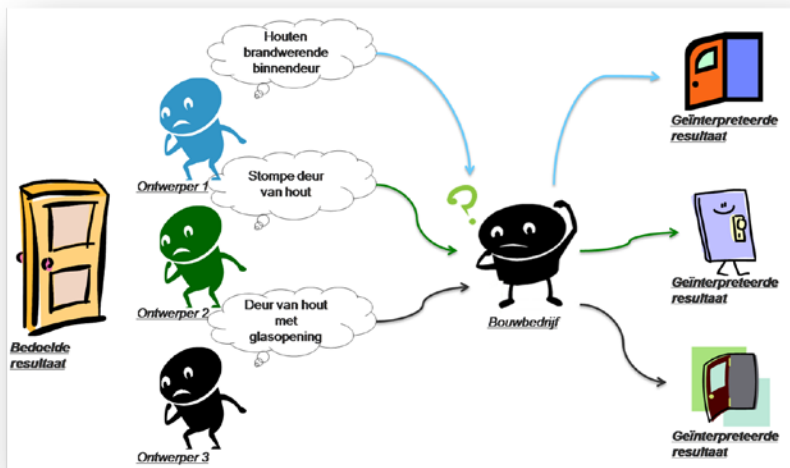 Houten
brandwerende
binnendeur
Ontwerper 1
Stompe deur
van hout
Ontwerper 2
Deur van hout
met
glasopening
Ontwerper 3
Bedoelde
resultaat
?
Bouwbedrijf
Geïnterpreteerde
resultaat
Geïnterpreteerde
resultaat
Geïnterpreteerde
resultaat